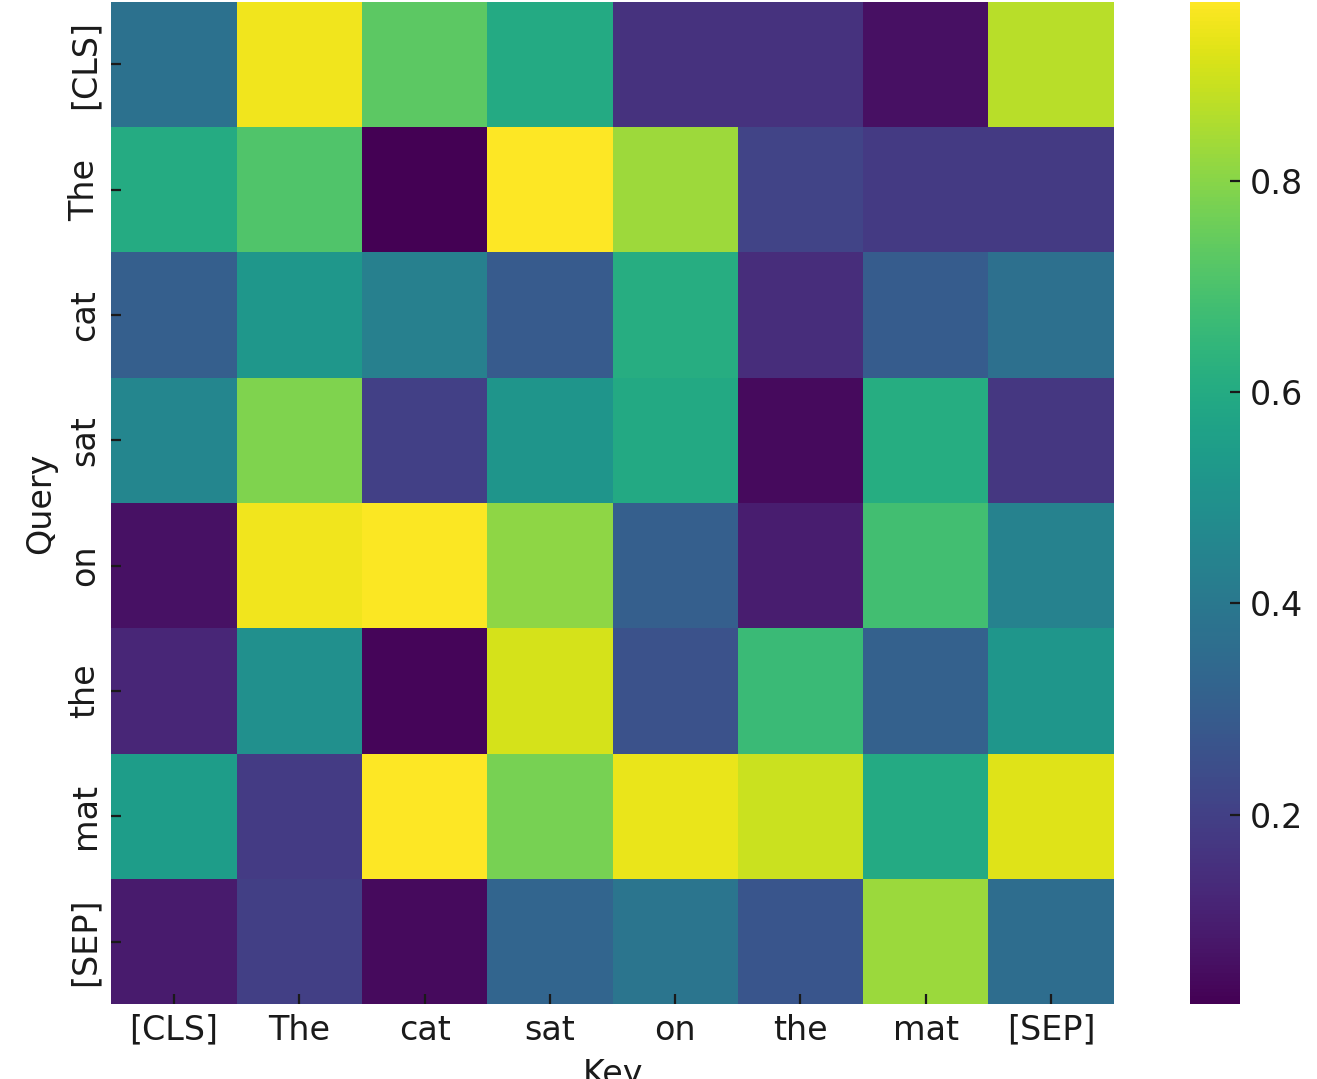 [CLS]
The
cat
sat
on
the
mat
[SEP]
Query
[CLS] The cat sat on the mat [SEP]
Key
0.8
0.6
0.4
0.2